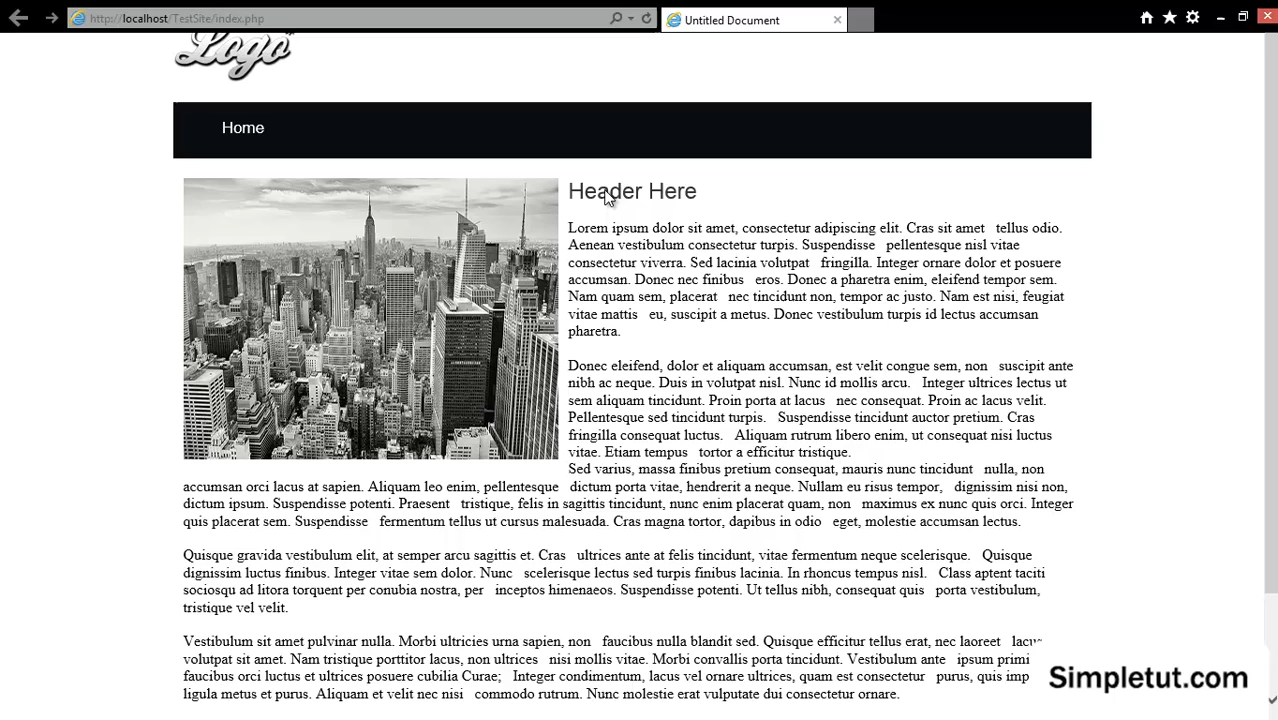 http://localhost/TestSite/index.php
Untitled Document
Logo
Home
Header Here
Lorem ipsum dolor sit amet, consectetur adipiscing elit. Cras sit amet tellus odio.
Aenean vestibulum consectetur turpis. Suspendisse pellentesque nisl vitae
consectetur viverra. Sed lacinia volutpat fringilla. Integer ornare dolor et posuere
accumsan. Donec nec finibus eros. Donec a pharetra enim, eleifend tempor sem.
Nam quam sem, placerat nec tincidunt non, tempor ac justo. Nam est nisi, feugiat
vitae mattis eu, suscipit a metus. Donec vestibulum turpis id lectus accumsan
pharetra.
Donec eleifend, dolor et aliquam accumsan, est velit congue sem, non suscipit ante
nibh ac neque. Duis in volutpat nisl. Nunc id mollis arcu. Integer ultrices lectus ut
sem aliquam tincidunt. Proin porta at lacus nec consequat. Proin ac lacus velit.
Pellentesque sed tincidunt turpis. Suspendisse tincidunt auctor pretium. Cras
fringilla consequat luctus. Aliquam rutrum libero enim, ut consequat nisi luctus
vitae. Etiam tempus tortor a efficitur tristique.
Sed varius, massa finibus pretium consequat, mauris nunc tincidunt nulla, non
accumsan orci lacus at sapien. Aliquam leo enim, pellentesque dictum porta vitae, hendrerit a neque. Nullam eu risus tempor, dignissim nisi non,
dictum ipsum. Suspendisse potenti. Praesent tristique, felis in sagittis tincidunt, nunc enim placerat quam, non maximus ex nunc quis orci. In hac
quis placerat sem. Suspendisse fermentum tellus ut cursus malesuada. Cras magna tortor, dapibus in odio eget, molestie accumsan lectus.
Quisque gravida vestibulum elit, at semper arcu sagittis et. Cras ultrices ante at felis tincidunt, vitae fermentum neque scelerisque. Quisque
dignissim luctus finibus. Integer vitae sem dolor. Nunc scelerisque lectus sed turpis finibus lacinia. In rhoncus tempus nisl. Class aptent taciti
sociosqu ad litora torquent per conubia nostra, per inceptos himenaeos. Suspendisse potenti. Ut tellus nibh, consequat quis porta vestibulum,
tristique vel velit.
Vestibulum sit amet pulvinar nulla. Morbi ultricies urna sapien, non faucibus nulla blandit sed. Quisque efficitur tellus erat, nec laoreet lacus
volutpat sit amet. Nam tristique porttitor lacus, non ultrices nisi mollis vitae. Morbi convallis porta tincidunt. Vestibulum ante ipsum primi
faucibus orci luctus et ultrices posuere cubilia Curae; Integer condimentum, lacus vel ornare ultrices, quam est consectetur purus, quis imp
ligula metus et purus. Aliquam et velit nec nisi commodo rutrum. Nunc molestie erat vulputate dui consectetur ornare.
Simpletut.com